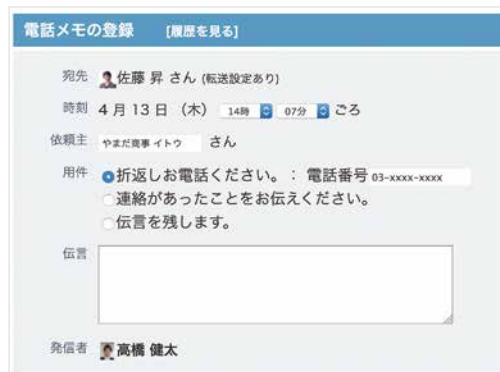 電話メモの登録 [履歴を見る]
宛先 佐藤 昇 さん (転送設定あり)
時刻 4 月 13 日 (木) 14時 07分 ごろ
依頼主 やまだ商事 イトウ さん
用件 折返しお電話ください。: 電話番号 03-xxxx-xxxx
連絡があったことをお伝えください。
伝言を残します。
伝言
発信者 高橋 健太